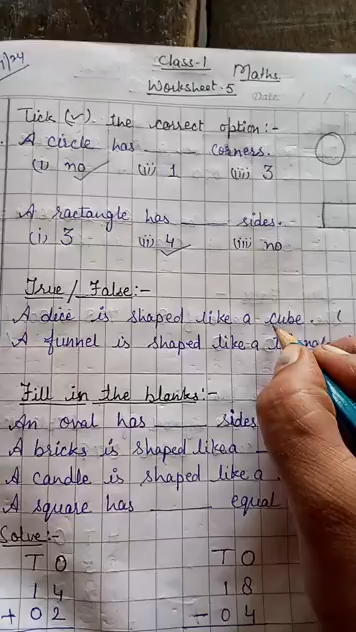 Class-1 Maths
Worksheet-5
Date / /
Tick (✓) the correct option:-
A circle has ____ corners.
(i) no ✓ (ii) 1 (iii) 3
A ractangle has ____ sides.
(i) 3 (ii) 4 ✓ (iii) no
True/False:-
A dice is shaped like a cube. (
A funnel is shaped like a
Fill in the blanks:-
An oval has ____ sides
A bricks is shaped like a __
A candle is shaped like a
A square has ____ equal
Solve:-
T O T O
1 4 1 8
+ 0 2 - 0 4